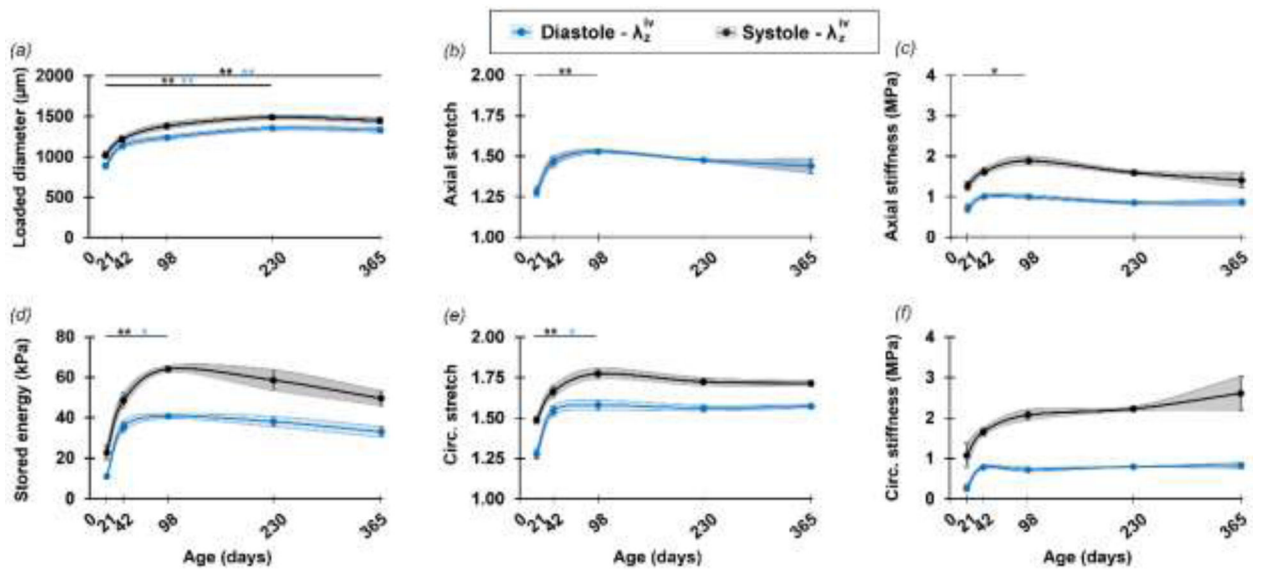 Diastole - λz^iv Systole - λz^iv
(a)
Loaded diameter (μm)
** **
** **
2000
1500
1000
500
0
0 21 42 98 230 365
(b)
Axial stretch
**
2.00
1.75
1.50
1.25
1.00
0 21 42 98 230 365
(c)
Axial stiffness (MPa)
*
4
3
2
1
0
0 21 42 98 230 365
(d)
Stored energy (kPa)
** *
80
60
40
20
0
0 21 42 98 230 365
Age (days)
(e)
Circ. stretch
** *
2.00
1.75
1.50
1.25
1.00
0 21 42 98 230 365
Age (days)
(f)
Circ. stiffness (MPa)
4
3
2
1
0
0 21 42 98 230 365
Age (days)